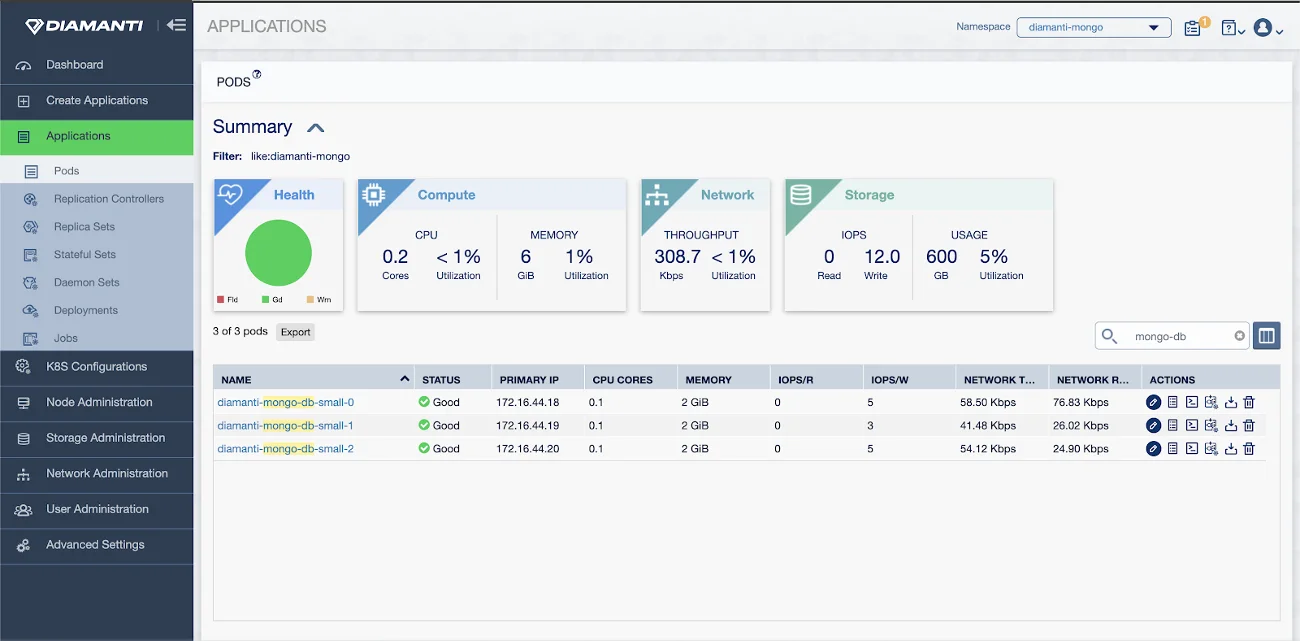 DIAMANTI
APPLICATIONS
Namespace diamanti-mongo 1
Dashboard
Create Applications
Applications
Pods
Replication Controllers
Replica Sets
Stateful Sets
Daemon Sets
Deployments
Jobs
K8S Configurations
Node Administration
Storage Administration
Network Administration
User Administration
Advanced Settings
PODS?
Summary
Filter: like:diamanti-mongo
Health
Fld Gd Wrn
Compute
CPU MEMORY
0.2 < 1% 6 1%
Cores Utilization GiB Utilization
Network
THROUGHPUT
308.7 < 1%
Kbps Utilization
Storage
IOPS USAGE
0 12.0 600 5%
Read Write GB Utilization
3 of 3 pods Export mongo-db
NAME STATUS PRIMARY IP CPU CORES MEMORY IOPS/R IOPS/W NETWORK T... NETWORK R... ACTIONS
diamanti-mongo-db-small-0 Good 172.16.44.18 0.1 2 GiB 0 5 58.50 Kbps 76.83 Kbps
diamanti-mongo-db-small-1 Good 172.16.44.19 0.1 2 GiB 0 3 41.48 Kbps 26.02 Kbps
diamanti-mongo-db-small-2 Good 172.16.44.20 0.1 2 GiB 0 5 54.12 Kbps 24.90 Kbps